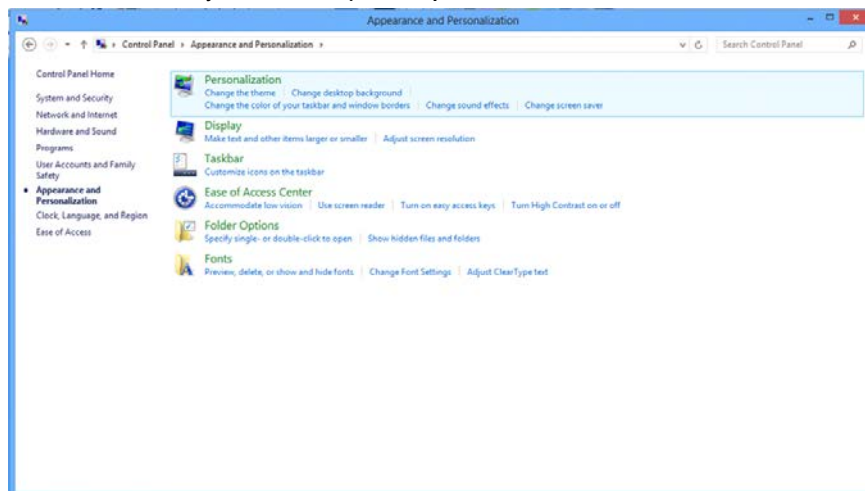 Appearance and Personalization
Control Panel › Appearance and Personalization ›
Search Control Panel
Control Panel Home
System and Security
Network and Internet
Hardware and Sound
Programs
User Accounts and Family
Safety
Appearance and
Personalization
Clock, Language, and Region
Ease of Access
Personalization
Change the theme
Change desktop background
Change the color of your taskbar and window borders
Change sound effects
Change screen saver
Display
Make text and other items larger or smaller
Adjust screen resolution
Taskbar
Customize icons on the taskbar
Ease of Access Center
Accommodate low vision
Use screen reader
Turn on easy access keys
Turn High Contrast on or off
Folder Options
Specify single- or double-click to open
Show hidden files and folders
Fonts
Preview, delete, or show and hide fonts
Change Font Settings
Adjust ClearType text